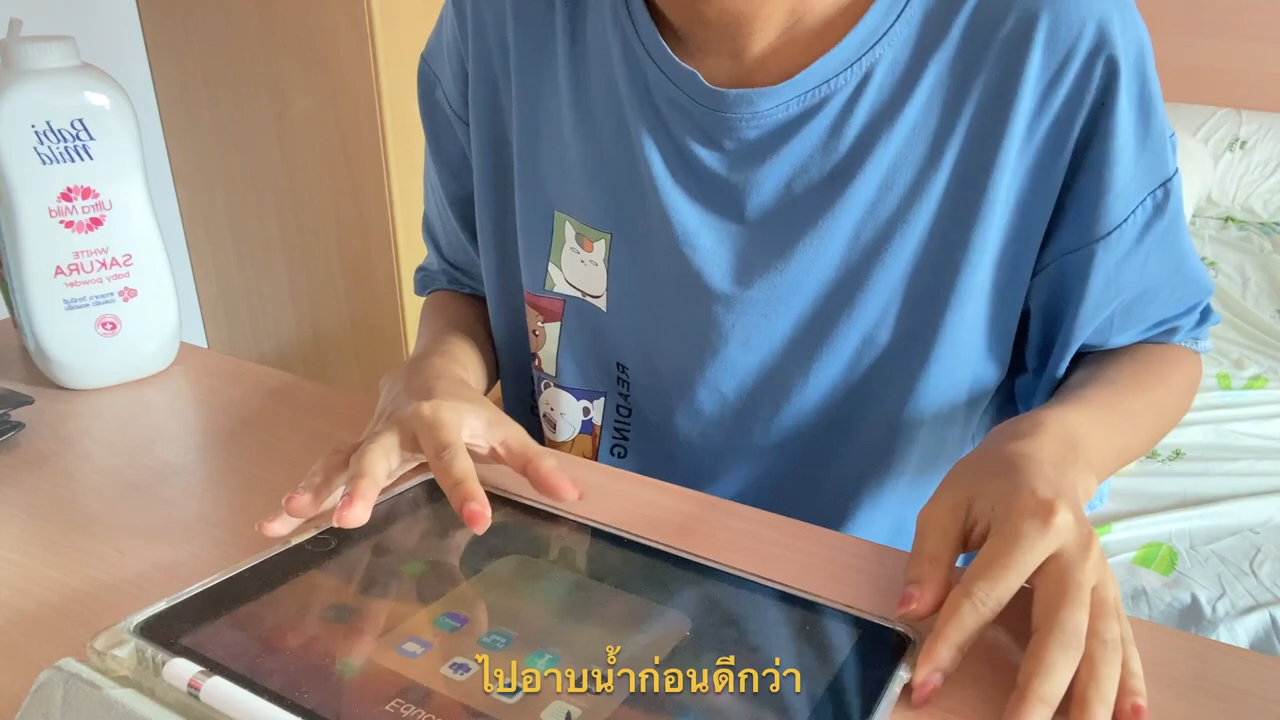 Babi
Mild
Ultra Mild
WHITE
SAKURA
baby powder
READING
ไปอาบน้ำก่อนดีกว่า